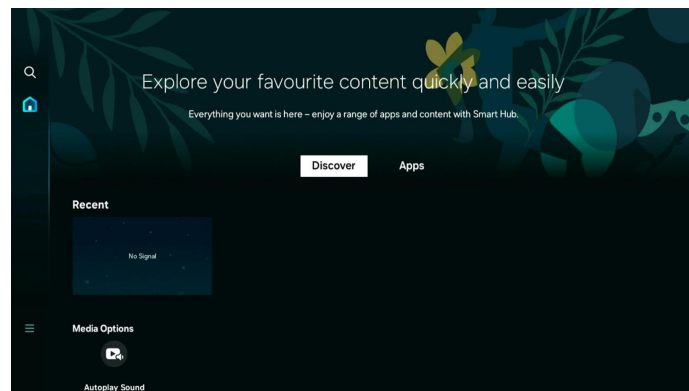 Explore your favourite content quickly and easily
Everything you want is here – enjoy a range of apps and content with Smart Hub.
Discover
Apps
Recent
No Signal
Media Options
Autoplay Sound